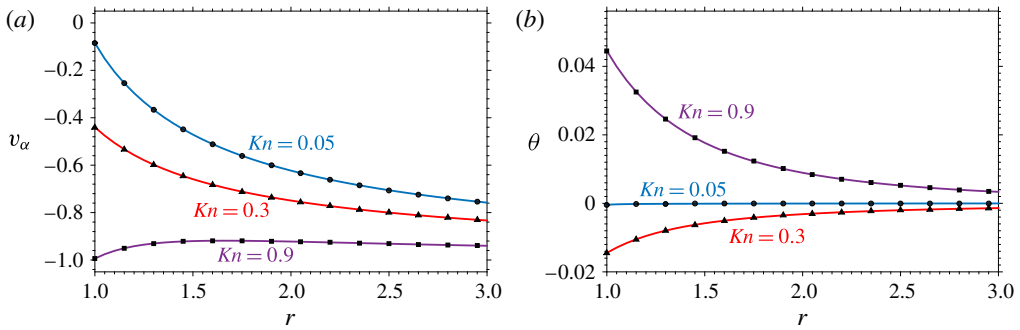 (a)
0
−0.2
−0.4
−0.6
−0.8
−1.0
vα
Kn = 0.05
Kn = 0.3
Kn = 0.9
1.0 1.5 2.0 2.5 3.0
r
(b)
0.04
0.02
0
−0.02
θ
Kn = 0.9
Kn = 0.05
Kn = 0.3
1.0 1.5 2.0 2.5 3.0
r